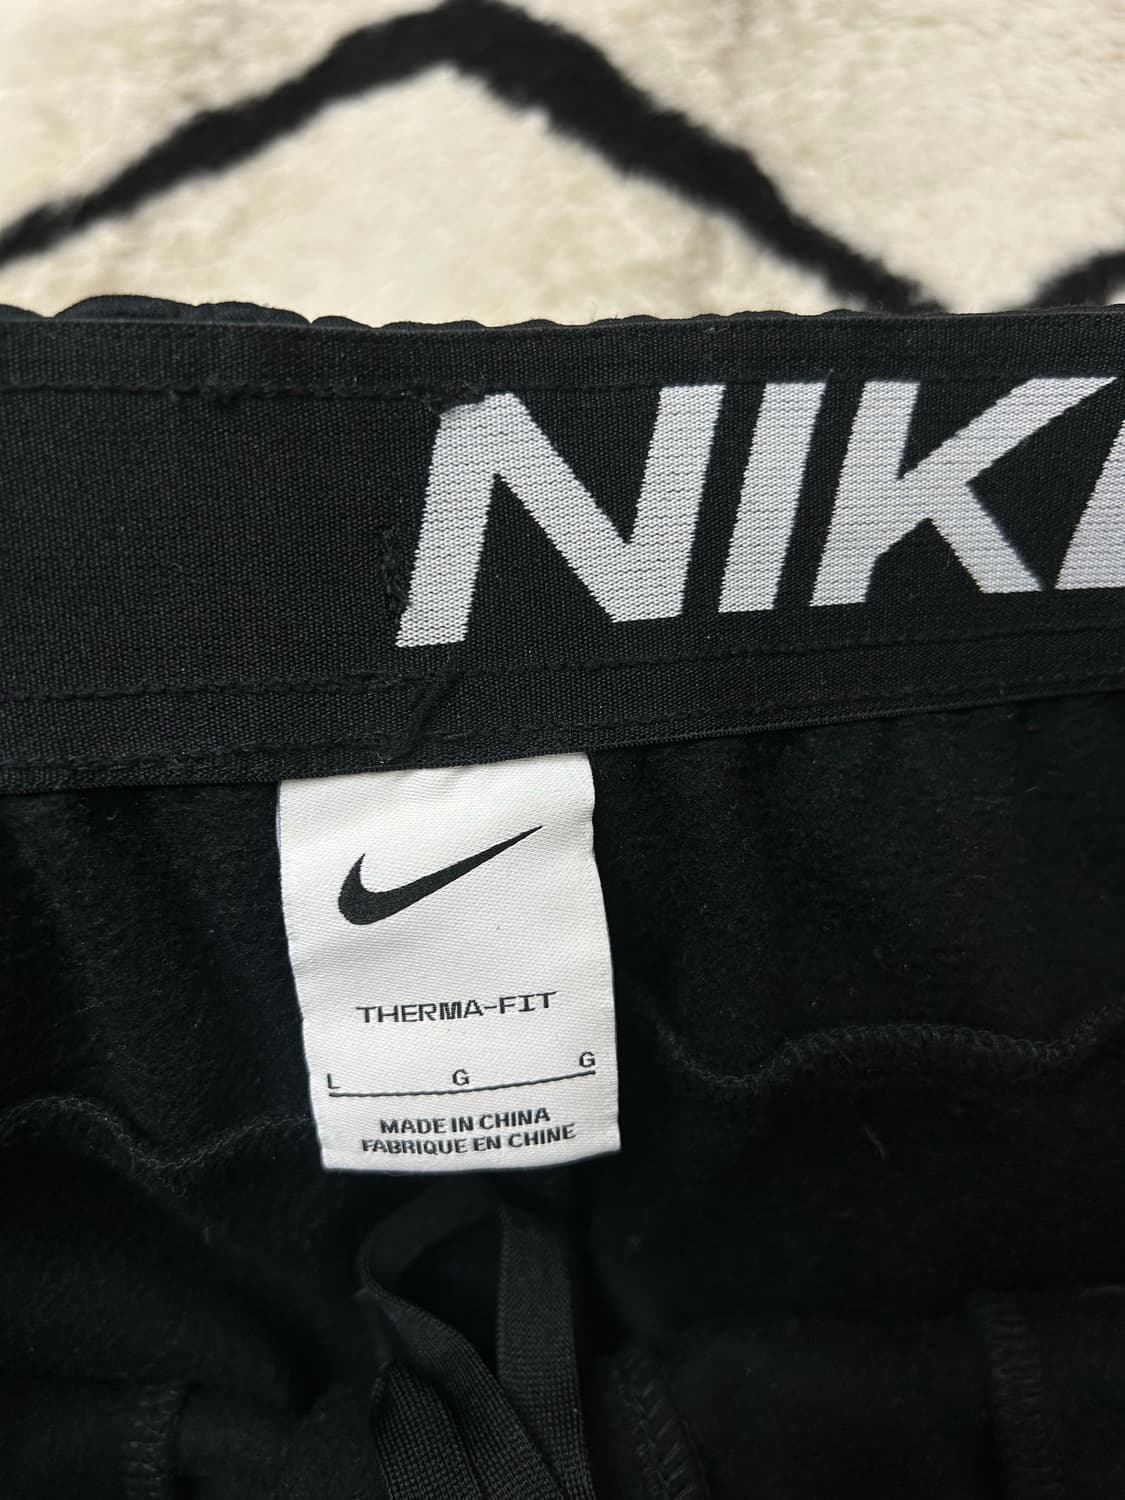 NIK
THERMA-FIT
L G G
MADE IN CHINA
FABRIQUE EN CHINE